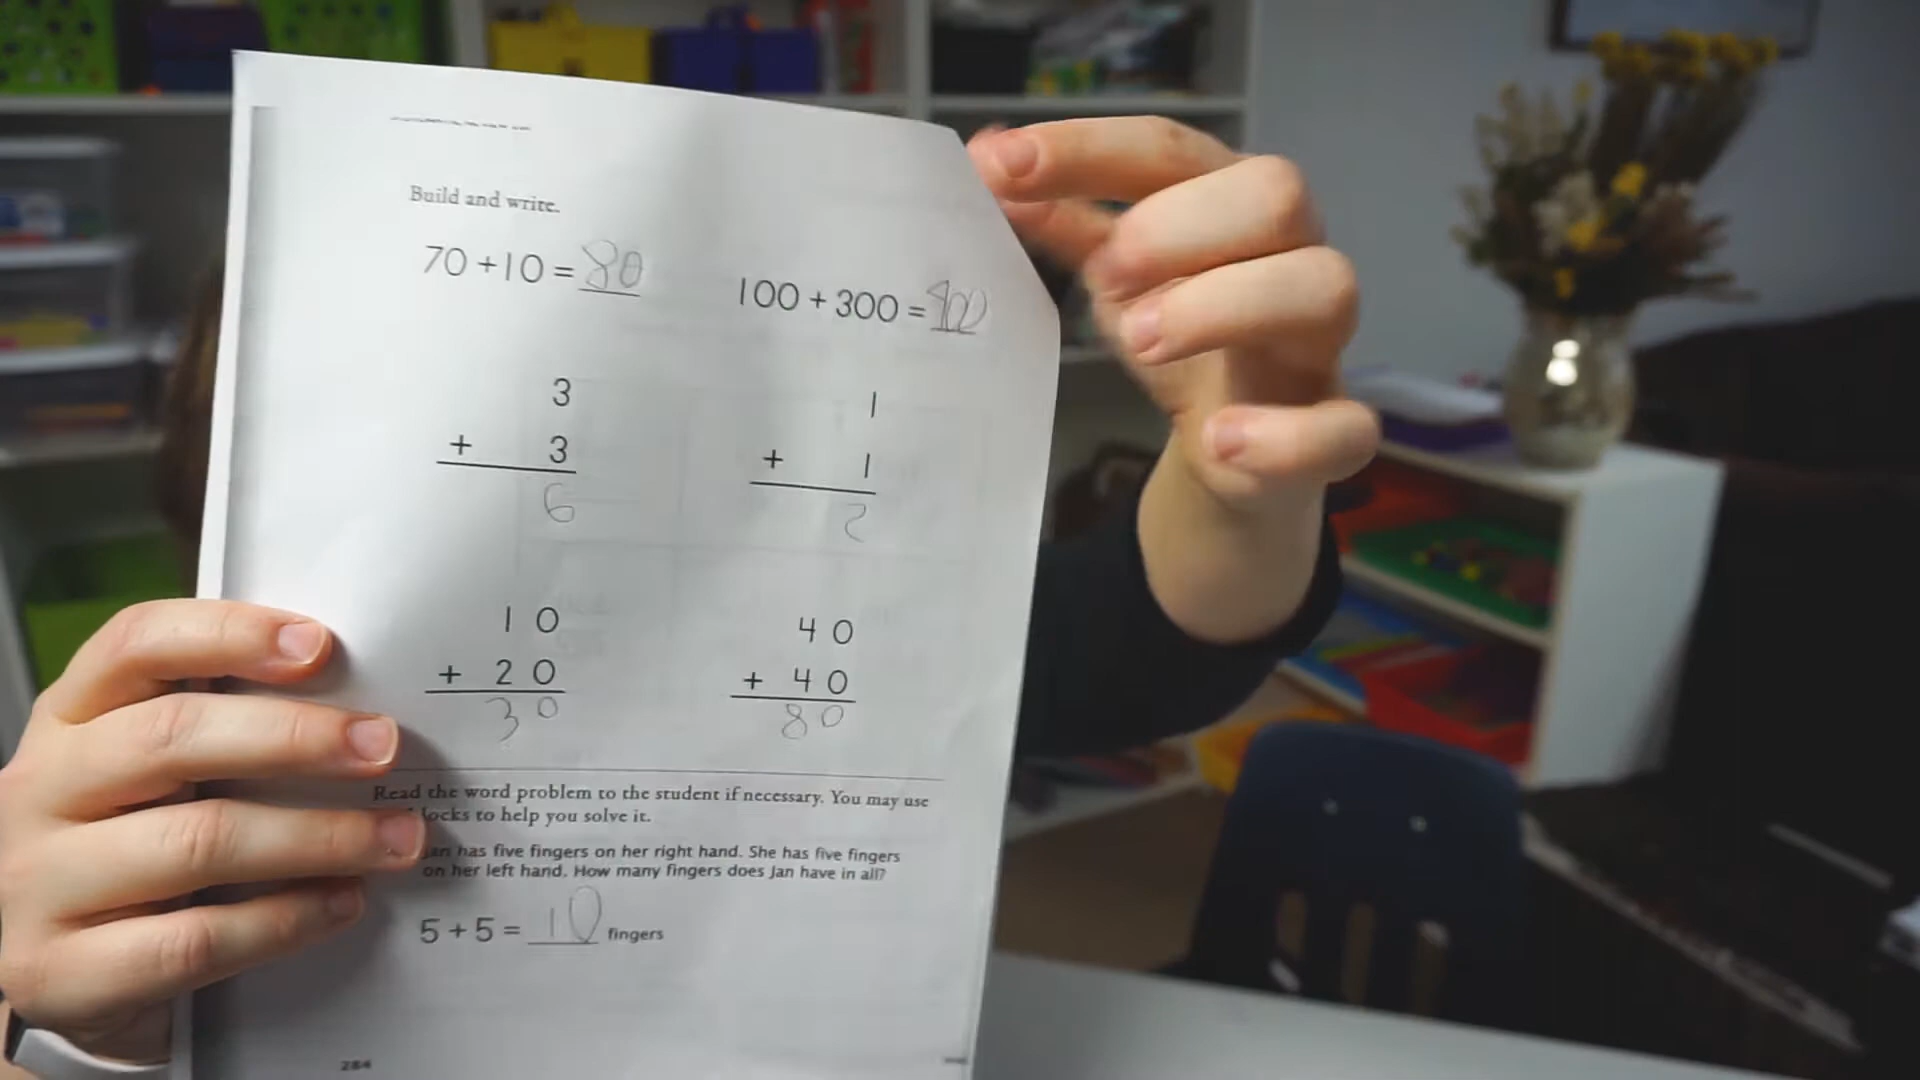 Build and write.
70 + 10 = 80
100 + 300 = 400
3
+ 3
6
1
+ 1
2
10
+ 20
30
40
+ 40
80
Read the word problem to the student if necessary. You may use
to help you solve it.
Jan has five fingers on her right hand. She has five fingers
on her left hand. How many fingers does Jan have in all?
5 + 5 = 10 fingers
284